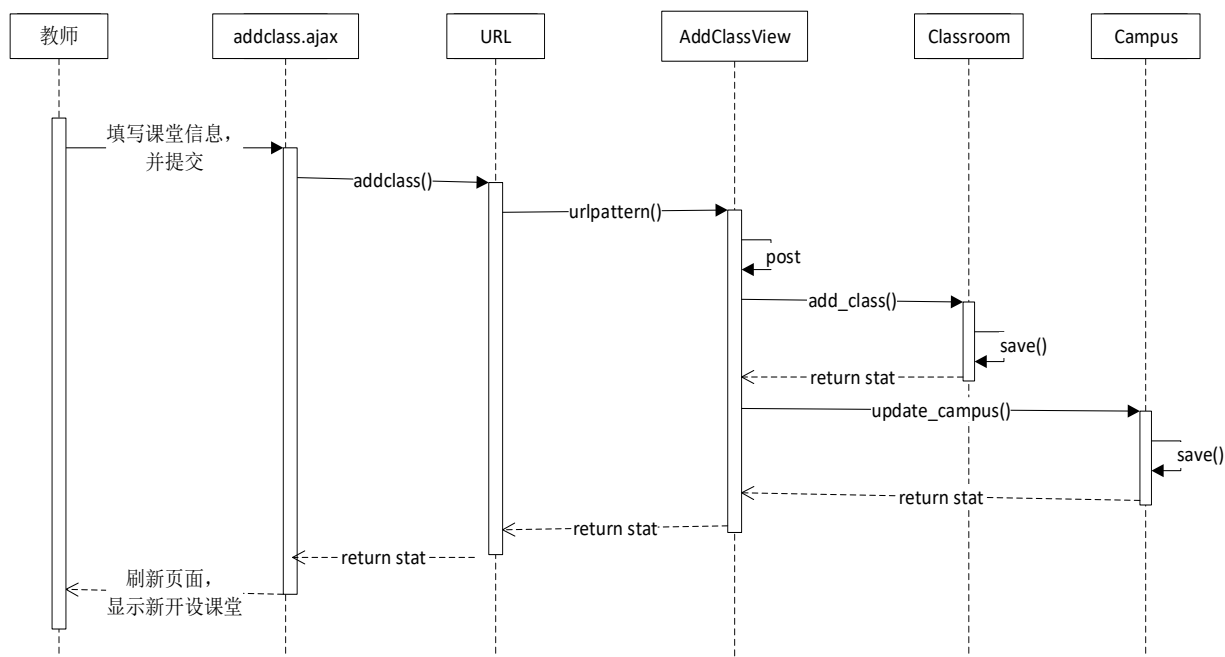 教师
addclass.ajax
URL
AddClassView
Classroom
Campus
填写课堂信息，
并提交
addclass()
urlpattern()
post
add_class()
save()
return stat
update_campus()
save()
return stat
return stat
return stat
刷新页面，
显示新开设课堂